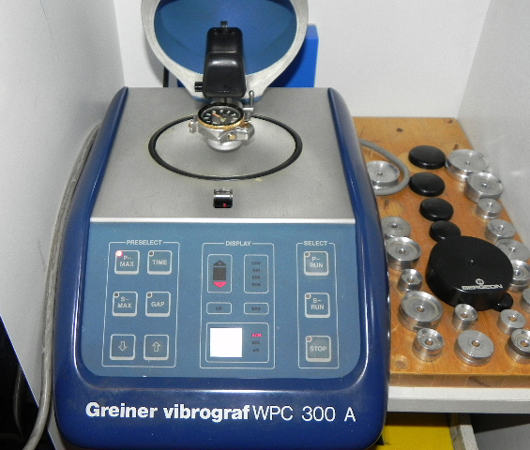 PRESELECT
DISPLAY
SELECT
P-
MAX
TIME
P-
RUN
S-
MAX
GAP
S-
RUN
STOP
BERGEON
Greiner vibrograf WPC 300 A